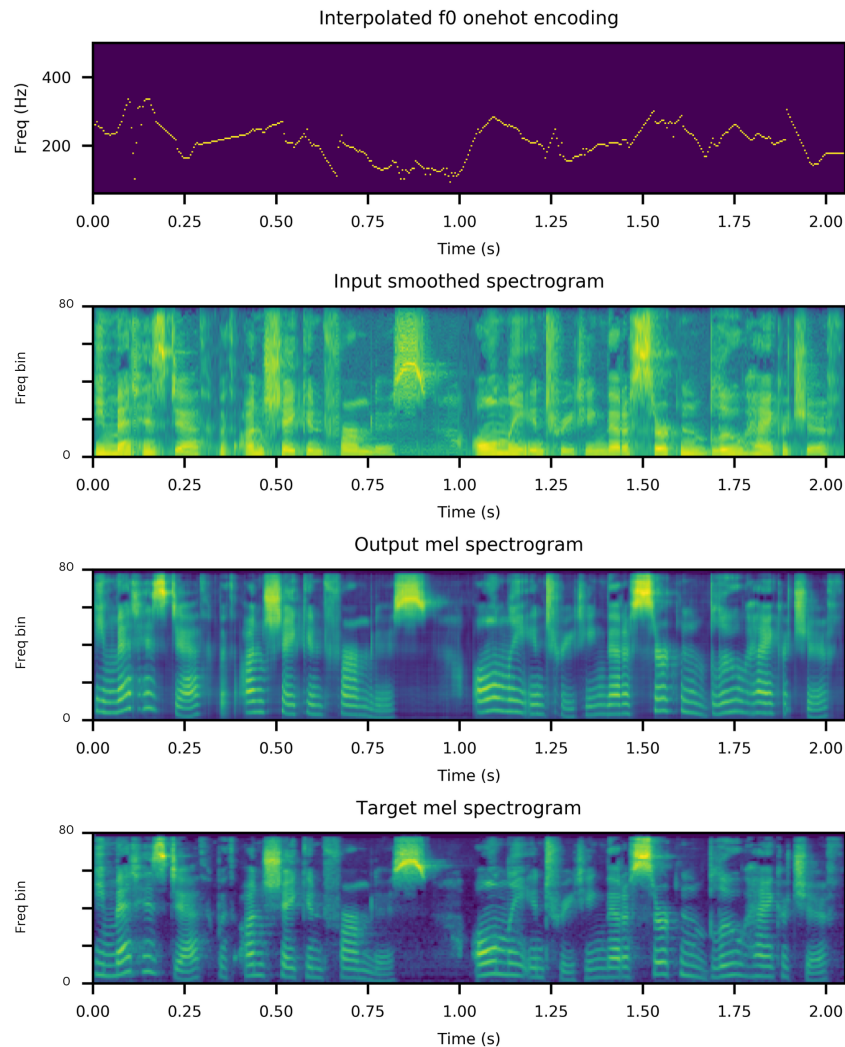 Interpolated f0 onehot encoding
Freq (Hz)
400
200
0.00 0.25 0.50 0.75 1.00 1.25 1.50 1.75 2.00
Time (s)
Input smoothed spectrogram
Freq bin
80
0
0.00 0.25 0.50 0.75 1.00 1.25 1.50 1.75 2.00
Time (s)
Output mel spectrogram
Freq bin
80
0
0.00 0.25 0.50 0.75 1.00 1.25 1.50 1.75 2.00
Time (s)
Target mel spectrogram
Freq bin
80
0
0.00 0.25 0.50 0.75 1.00 1.25 1.50 1.75 2.00
Time (s)